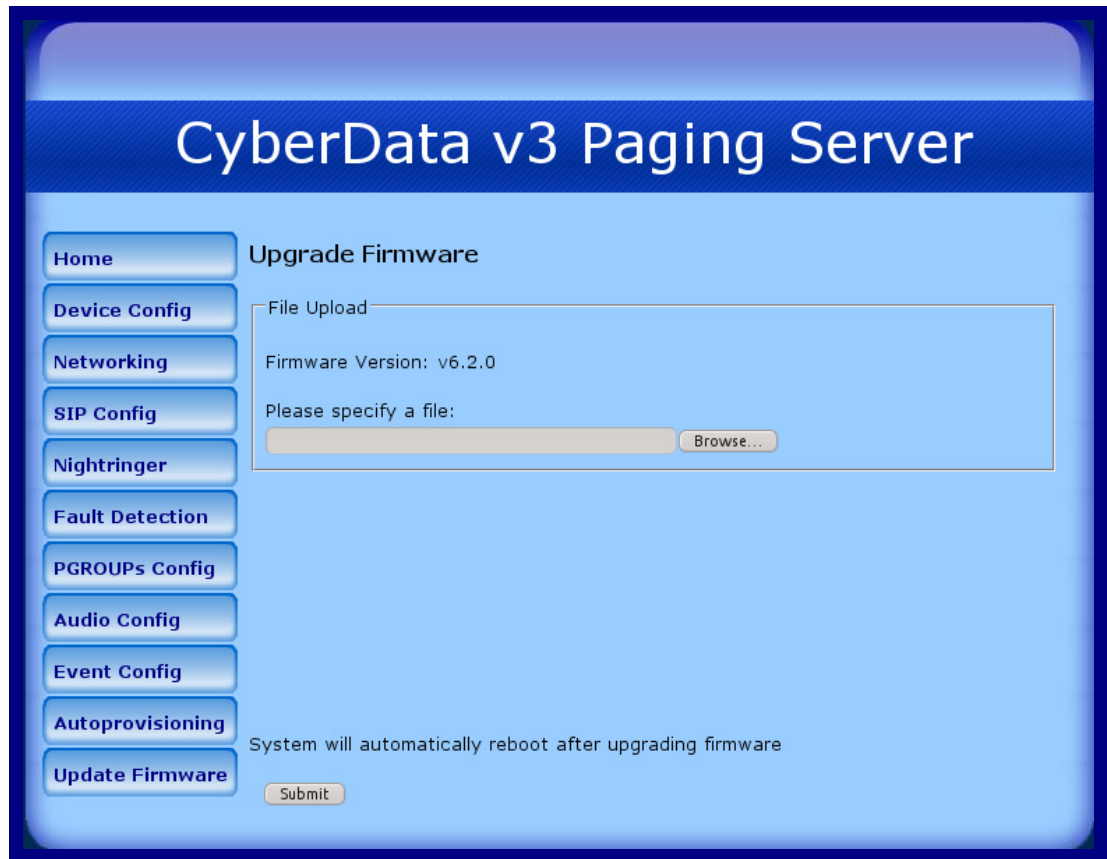 CyberData v3 Paging Server
Home
Device Config
Networking
SIP Config
Nightringer
Fault Detection
PGROUPs Config
Audio Config
Event Config
Autoprovisioning
Update Firmware
Upgrade Firmware
File Upload
Firmware Version: v6.2.0
Please specify a file:
Browse...
System will automatically reboot after upgrading firmware
Submit